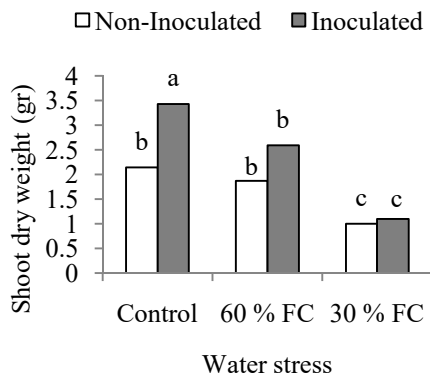 Non-Inoculated Inoculated
Shoot dry weight (gr)
4
3.5
3
2.5
2
1.5
1
0.5
0
b a b b c c
Control 60 % FC 30 % FC
Water stress